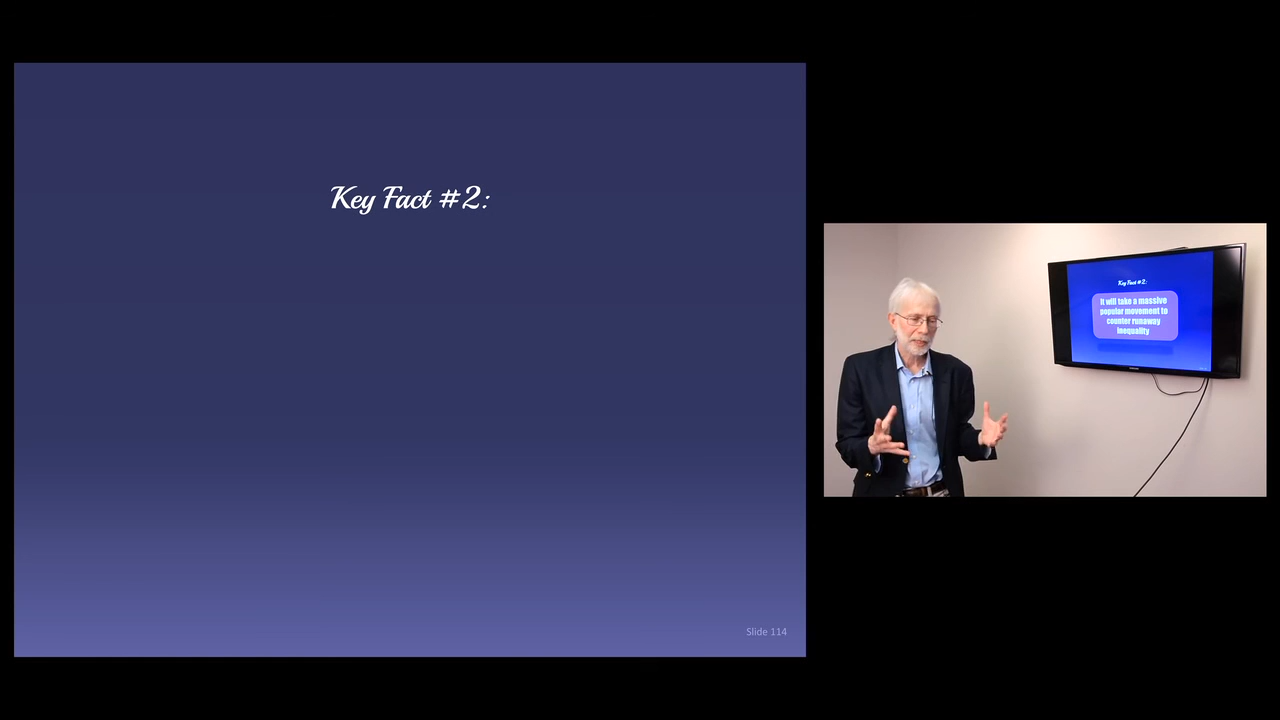 Key Fact #2:
Slide 114
Key Fact #2:
It will take a massive
popular movement to
counter runaway
inequality